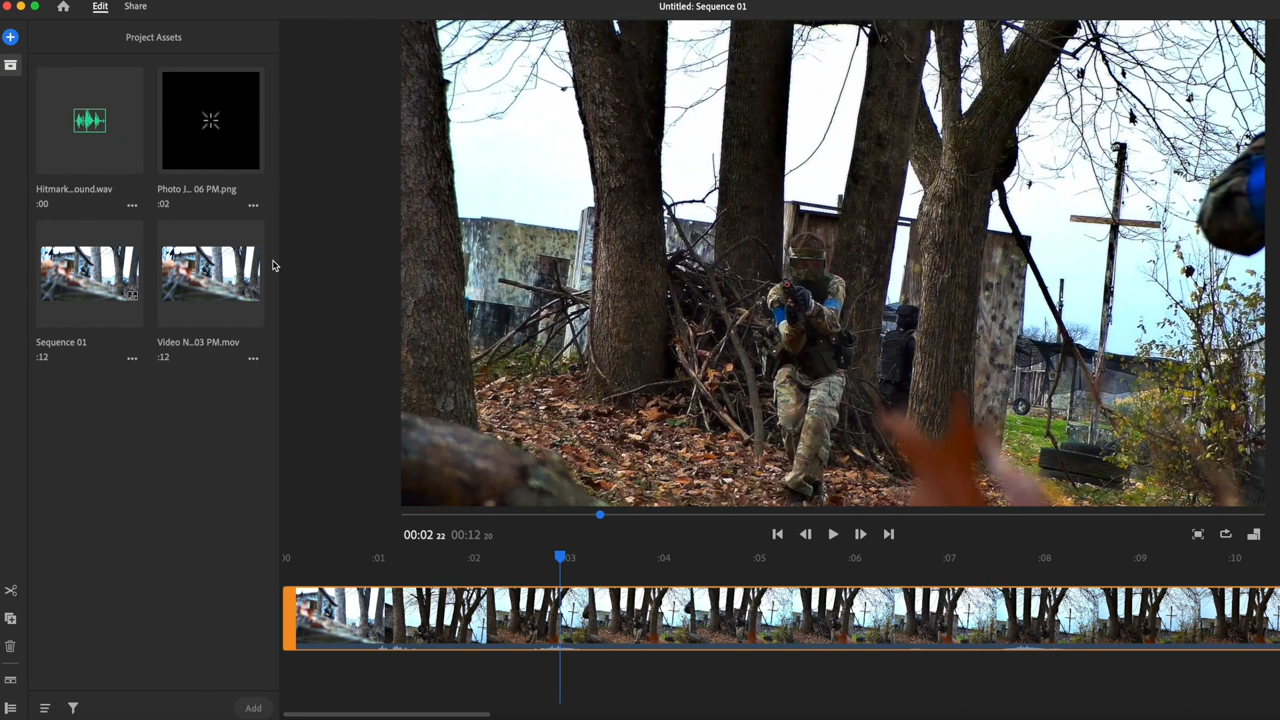 Edit Share
Untitled: Sequence 01
Project Assets
Hitmark...ound.wav
:00
Photo J... 06 PM.png
:02
Sequence 01
:12
Video N...03 PM.mov
:12
00:02 22 00:12 20
:00 :01 :02 :03 :04 :05 :06 :07 :08 :09 :10
Add